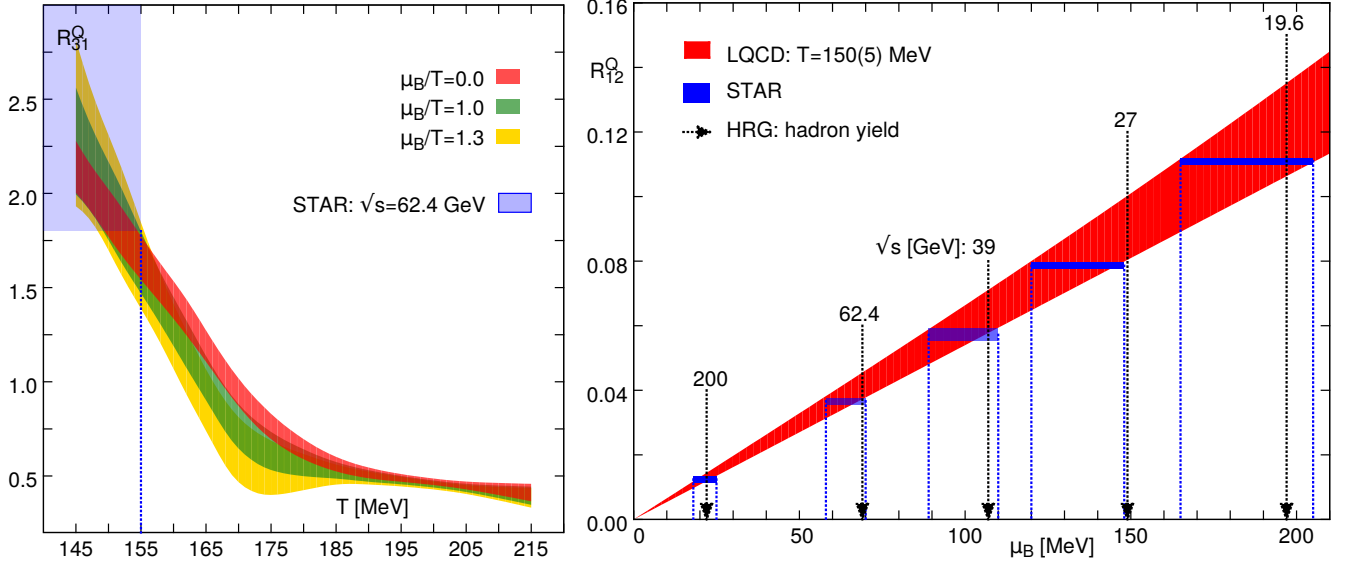 R₃₁^Q
2.5
2.0
1.5
1.0
0.5
μB/T=0.0
μB/T=1.0
μB/T=1.3
STAR: √s=62.4 GeV
T [MeV]
145 155 165 175 185 195 205 215
0.16
R₁₂^Q
0.12
0.08
0.04
0.00
LQCD: T=150(5) MeV
STAR
HRG: hadron yield
19.6
27
√s [GeV]: 39
62.4
200
0 50 100 150 200
μB [MeV]